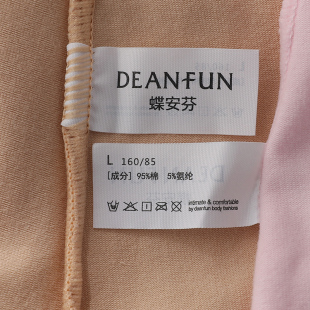 DEANFUN
蝶安芬
L 160/85
[成分] 95%棉 5%氨纶
intimate & comfortable
by deanfun body fashions